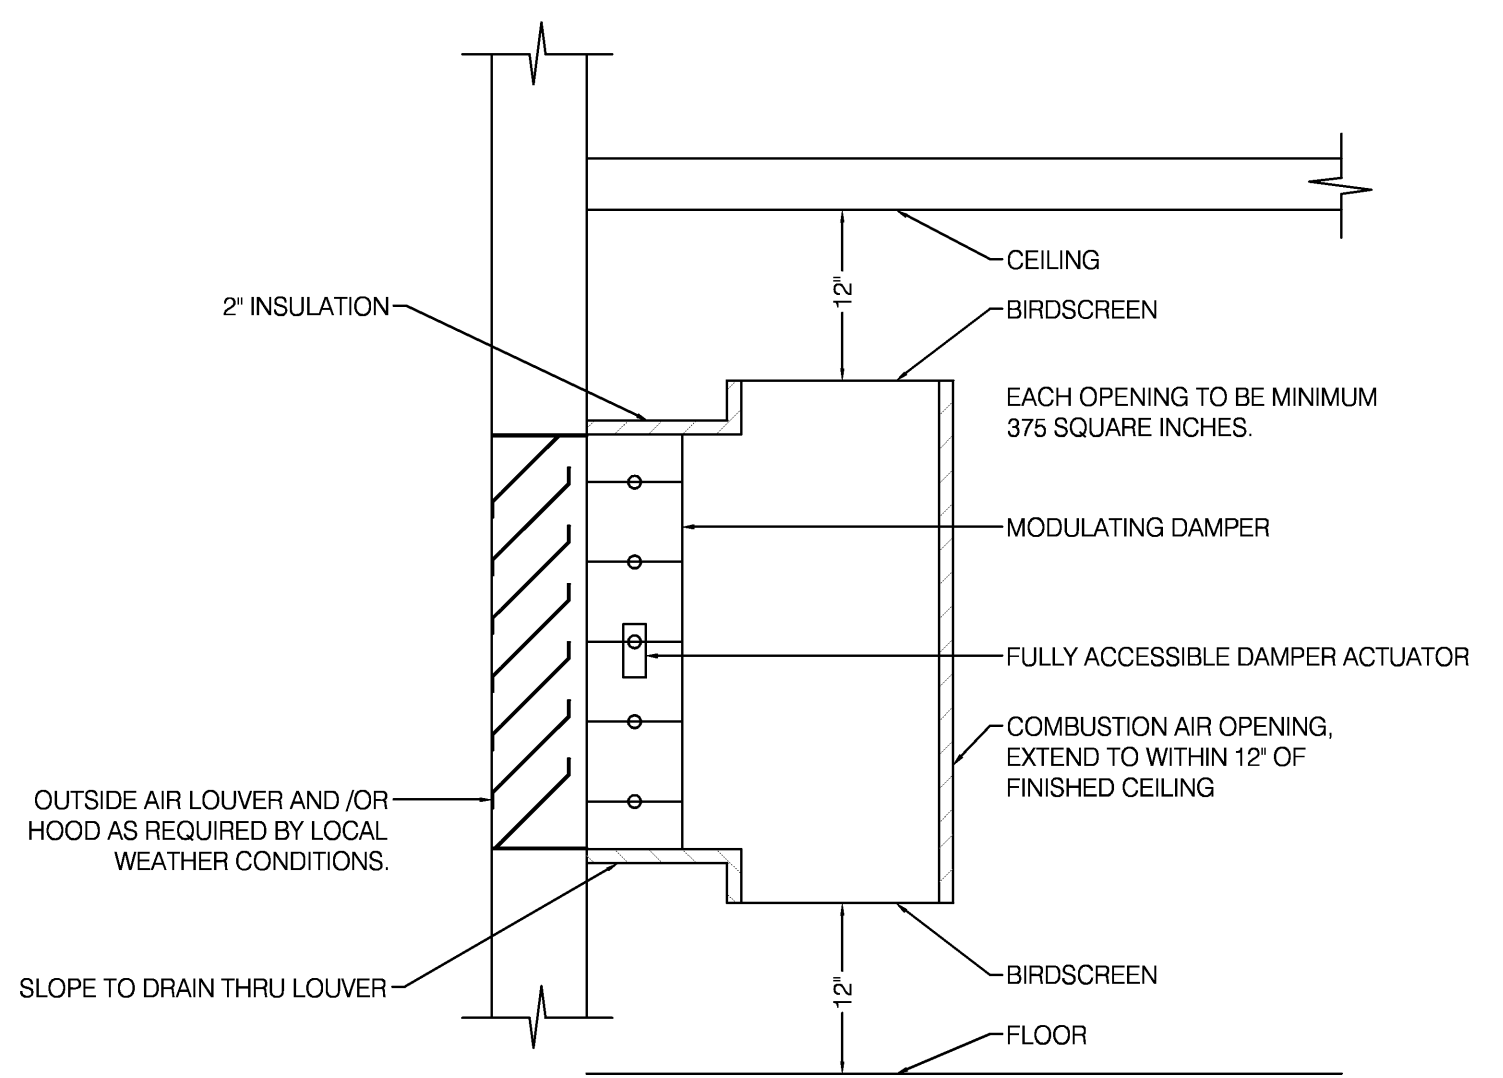 CEILING
12"
2" INSULATION
BIRDSCREEN
EACH OPENING TO BE MINIMUM
375 SQUARE INCHES.
MODULATING DAMPER
FULLY ACCESSIBLE DAMPER ACTUATOR
COMBUSTION AIR OPENING,
EXTEND TO WITHIN 12" OF
FINISHED CEILING
OUTSIDE AIR LOUVER AND /OR
HOOD AS REQUIRED BY LOCAL
WEATHER CONDITIONS.
SLOPE TO DRAIN THRU LOUVER
BIRDSCREEN
12"
FLOOR